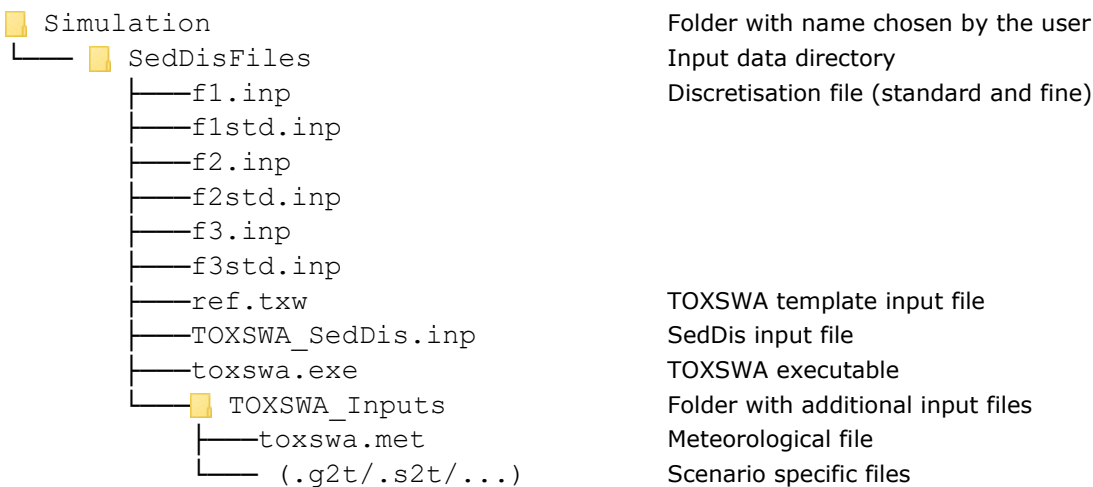 Simulation Folder with name chosen by the user
└── SedDisFiles Input data directory
├──f1.inp Discretisation file (standard and fine)
├──f1std.inp
├──f2.inp
├──f2std.inp
├──f3.inp
├──f3std.inp
├──ref.txw TOXSWA template input file
├──TOXSWA_SedDis.inp SedDis input file
├──toxswa.exe TOXSWA executable
└──TOXSWA_Inputs Folder with additional input files
├──toxswa.met Meteorological file
└── (.g2t/.s2t/...) Scenario specific files